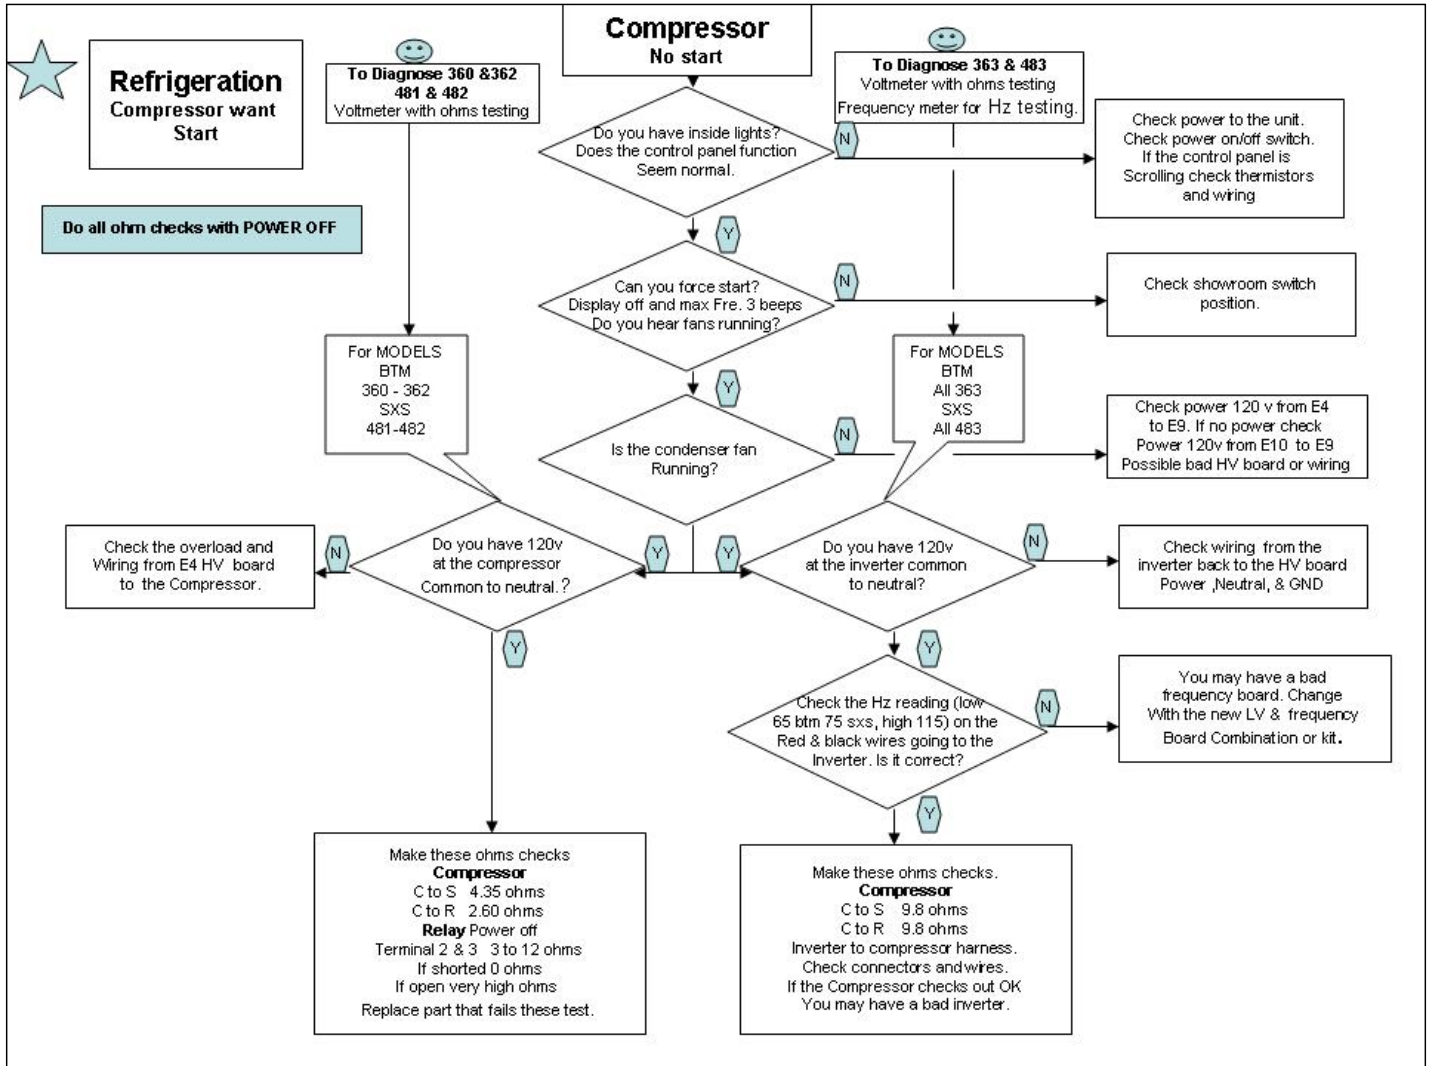 Compressor
No start
Refrigeration
Compressor want
Start
To Diagnose 360 &362
481 & 482
Voltmeter with ohms testing
To Diagnose 363 & 483
Voltmeter with ohms testing
Frequency meter for Hz testing.
Do all ohm checks with POWER OFF
Do you have inside lights?
Does the control panel function
Seem normal.
N
Check power to the unit.
Check power on/off switch.
If the control panel is
Scrolling check thermistors
and wiring
Y
Can you force start?
Display off and max Fre. 3 beeps
Do you hear fans running?
N
Check showroom switch
position.
Y
For MODELS
BTM
360 - 362
SXS
481-482
For MODELS
BTM
All 363
SXS
All 483
Is the condenser fan
Running?
N
Check power 120 v from E4
to E9. If no power check
Power 120v from E10 to E9
Possible bad HV board or wiring
Check the overload and
Wiring from E4 HV board
to the Compressor.
N
Do you have 120v
at the compressor
Common to neutral.?
Y
Y
Do you have 120v
at the inverter common
to neutral?
N
Check wiring from the
inverter back to the HV board
Power ,Neutral, & GND
Y
Y
Check the Hz reading (low
65 btm 75 sxs, high 115) on the
Red & black wires going to the
Inverter. Is it correct?
N
You may have a bad
frequency board. Change
With the new LV & frequency
Board Combination or kit.
Y
Make these ohms checks
Compressor
C to S 4.35 ohms
C to R 2.60 ohms
Relay Power off
Terminal 2 & 3 3 to 12 ohms
If shorted 0 ohms
If open very high ohms
Replace part that fails these test.
Make these ohms checks.
Compressor
C to S 9.8 ohms
C to R 9.8 ohms
Inverter to compressor harness.
Check connectors and wires.
If the Compressor checks out OK
You may have a bad inverter.